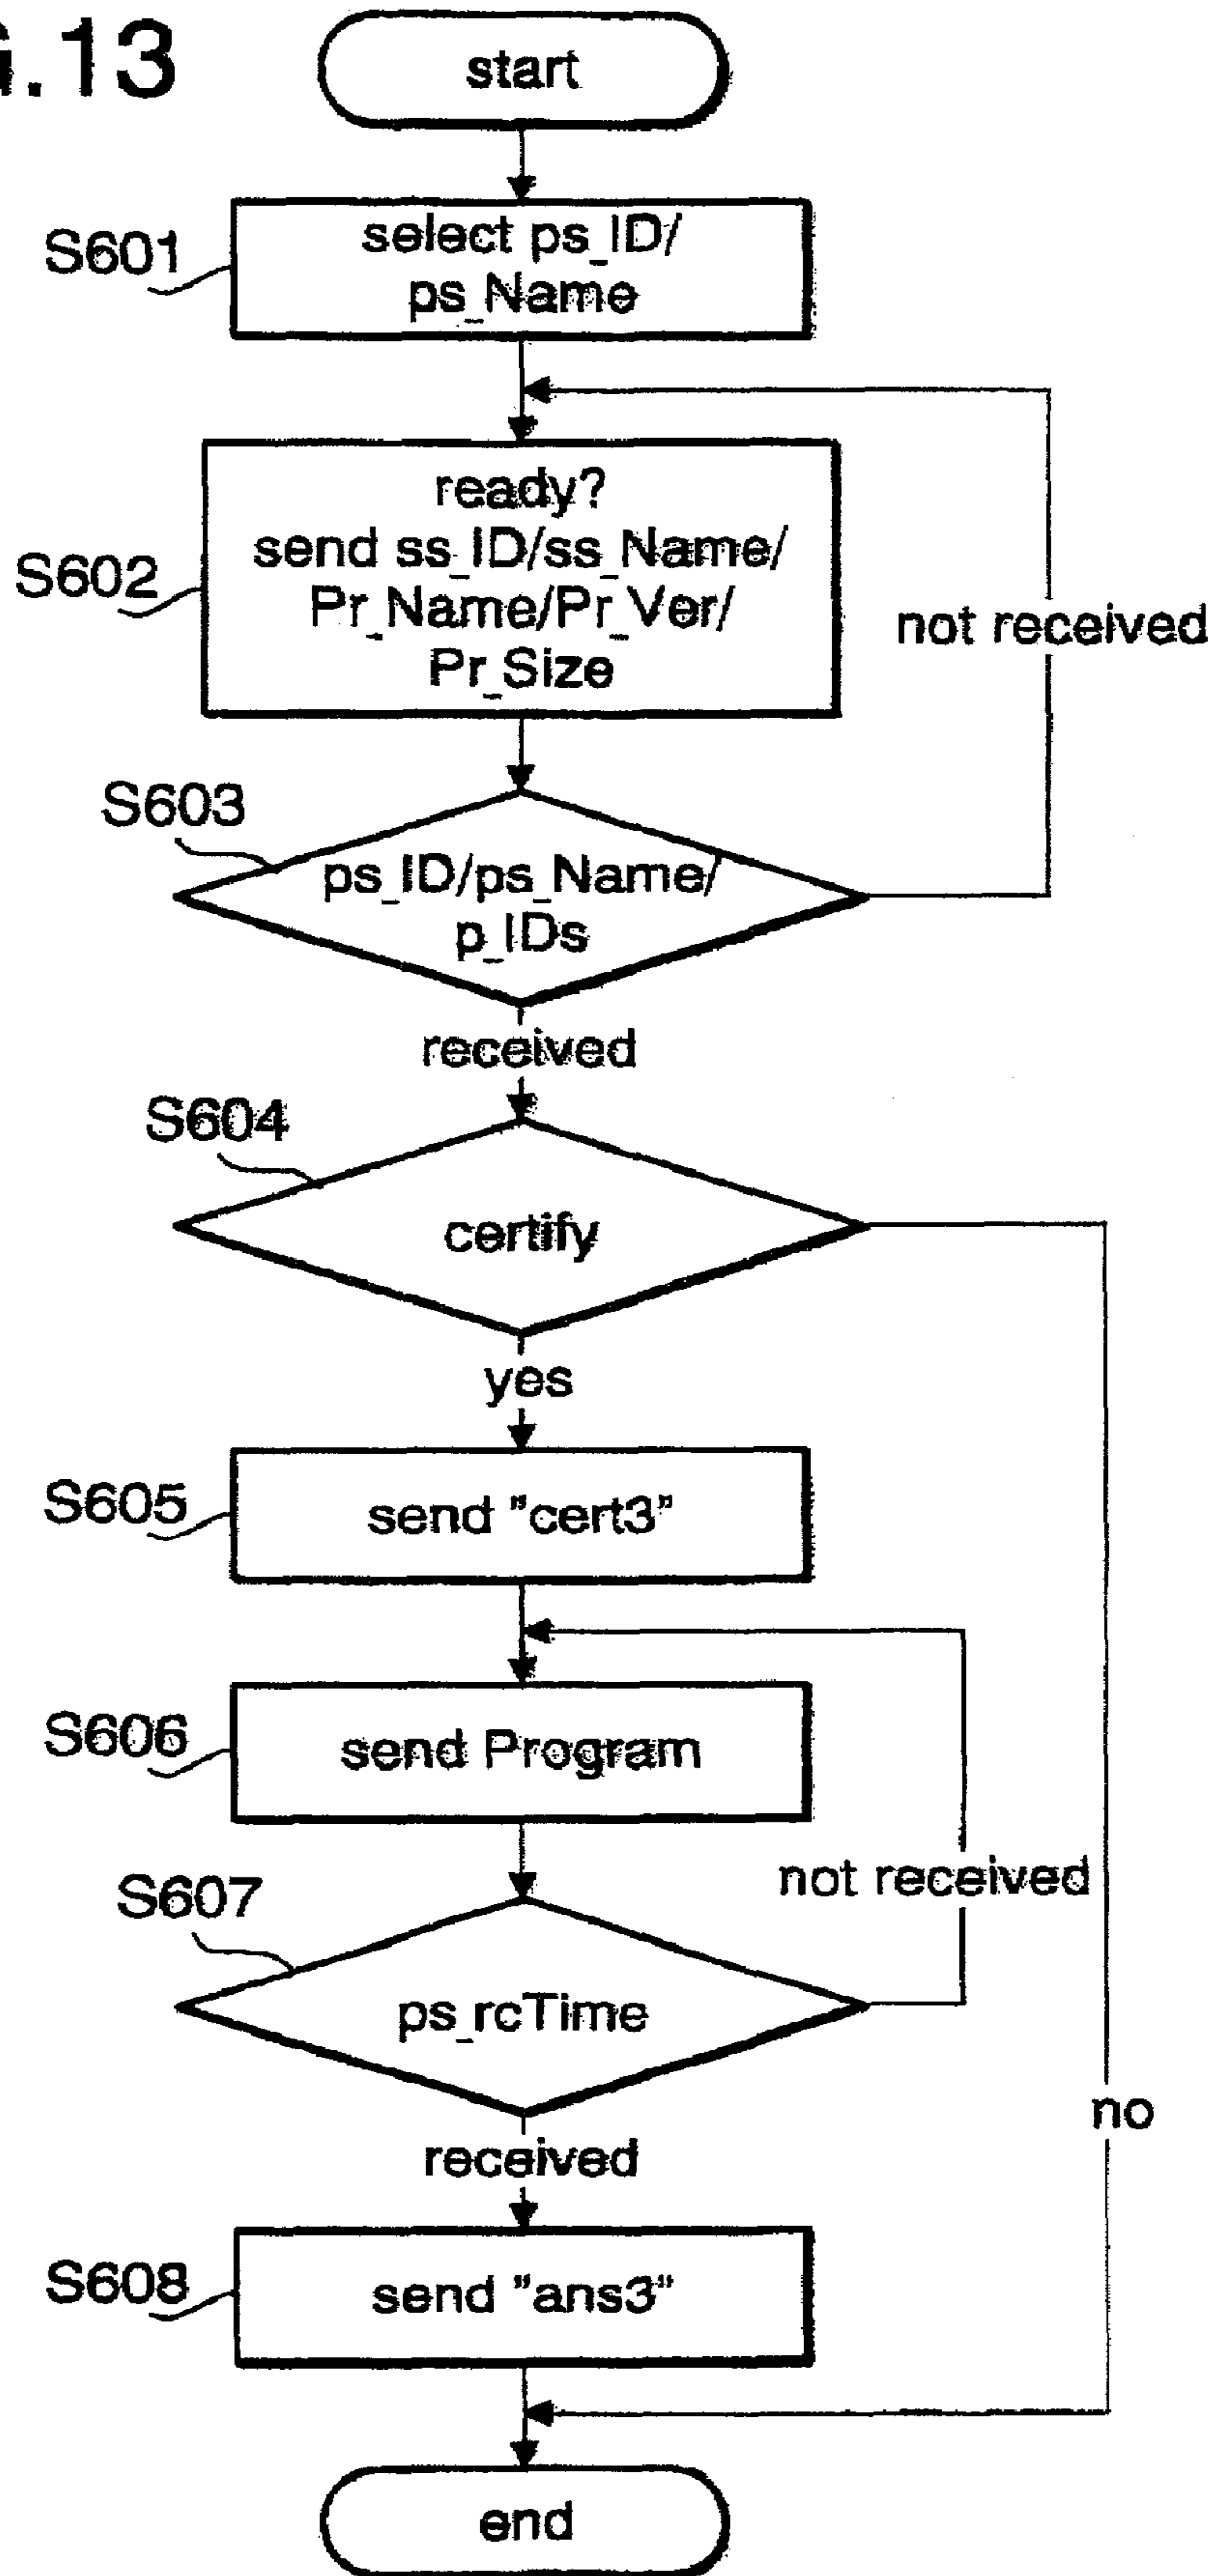 G.13
start
S601
select ps_ID/
ps_Name
S602
ready?
send ss_ID/ss_Name/
Pr_Name/Pr_Ver/
Pr_Size
not received
S603
ps_ID/ps_Name/
p_IDs
received
S604
certify
yes
S605
send "cert3"
S606
send Program
not received
S607
ps_rcTime
no
received
S608
send "ans3"
end